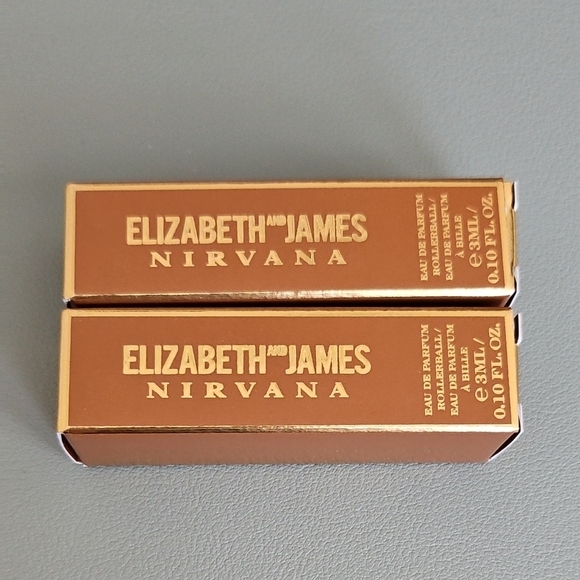 ELIZABETH AND JAMES
NIRVANA
EAU DE PARFUM
ROLLERBALL/
EAU DE PARFUM
À BILLE
e 3ML/
0.10 FL. OZ.
ELIZABETH AND JAMES
NIRVANA
EAU DE PARFUM
ROLLERBALL/
EAU DE PARFUM
À BILLE
e 3ML/
0.10 FL. OZ.